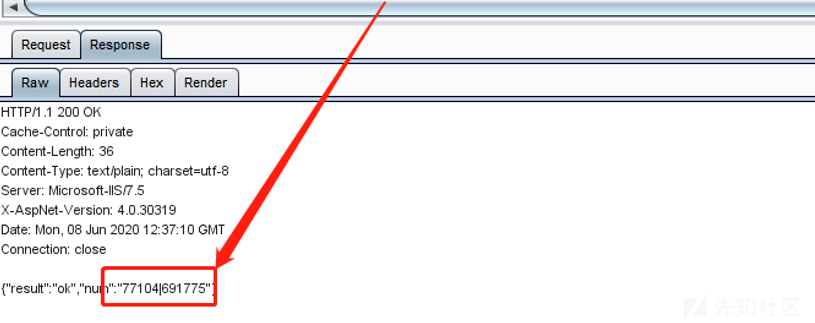 Request Response
Raw Headers Hex Render
HTTP/1.1 200 OK
Cache-Control: private
Content-Length: 36
Content-Type: text/plain; charset=utf-8
Server: Microsoft-IIS/7.5
X-AspNet-Version: 4.0.30319
Date: Mon, 08 Jun 2020 12:37:10 GMT
Connection: close
{"result":"ok","num":"77104|691775"}
先知社区